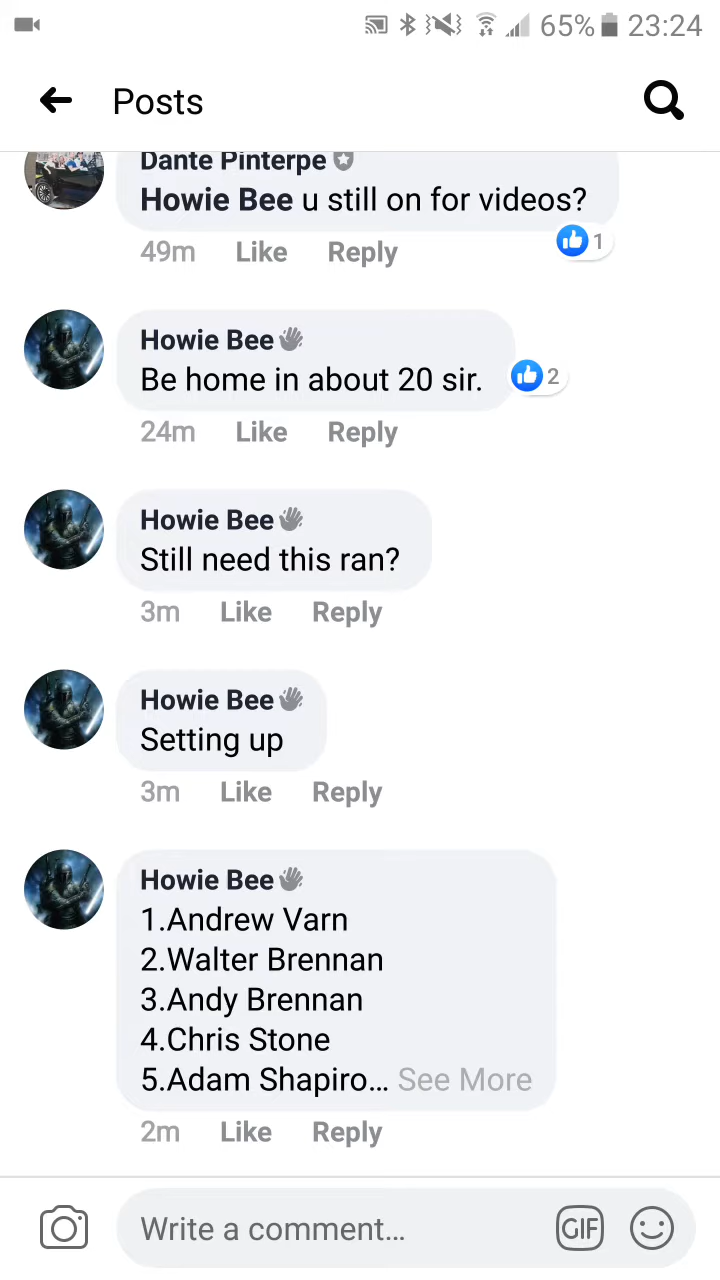 65% 23:24
Posts
Dante Pinterpe
Howie Bee u still on for videos?
49m Like Reply 1
Howie Bee
Be home in about 20 sir. 2
24m Like Reply
Howie Bee
Still need this ran?
3m Like Reply
Howie Bee
Setting up
3m Like Reply
Howie Bee
1.Andrew Varn
2.Walter Brennan
3.Andy Brennan
4.Chris Stone
5.Adam Shapiro... See More
2m Like Reply
Write a comment... GIF